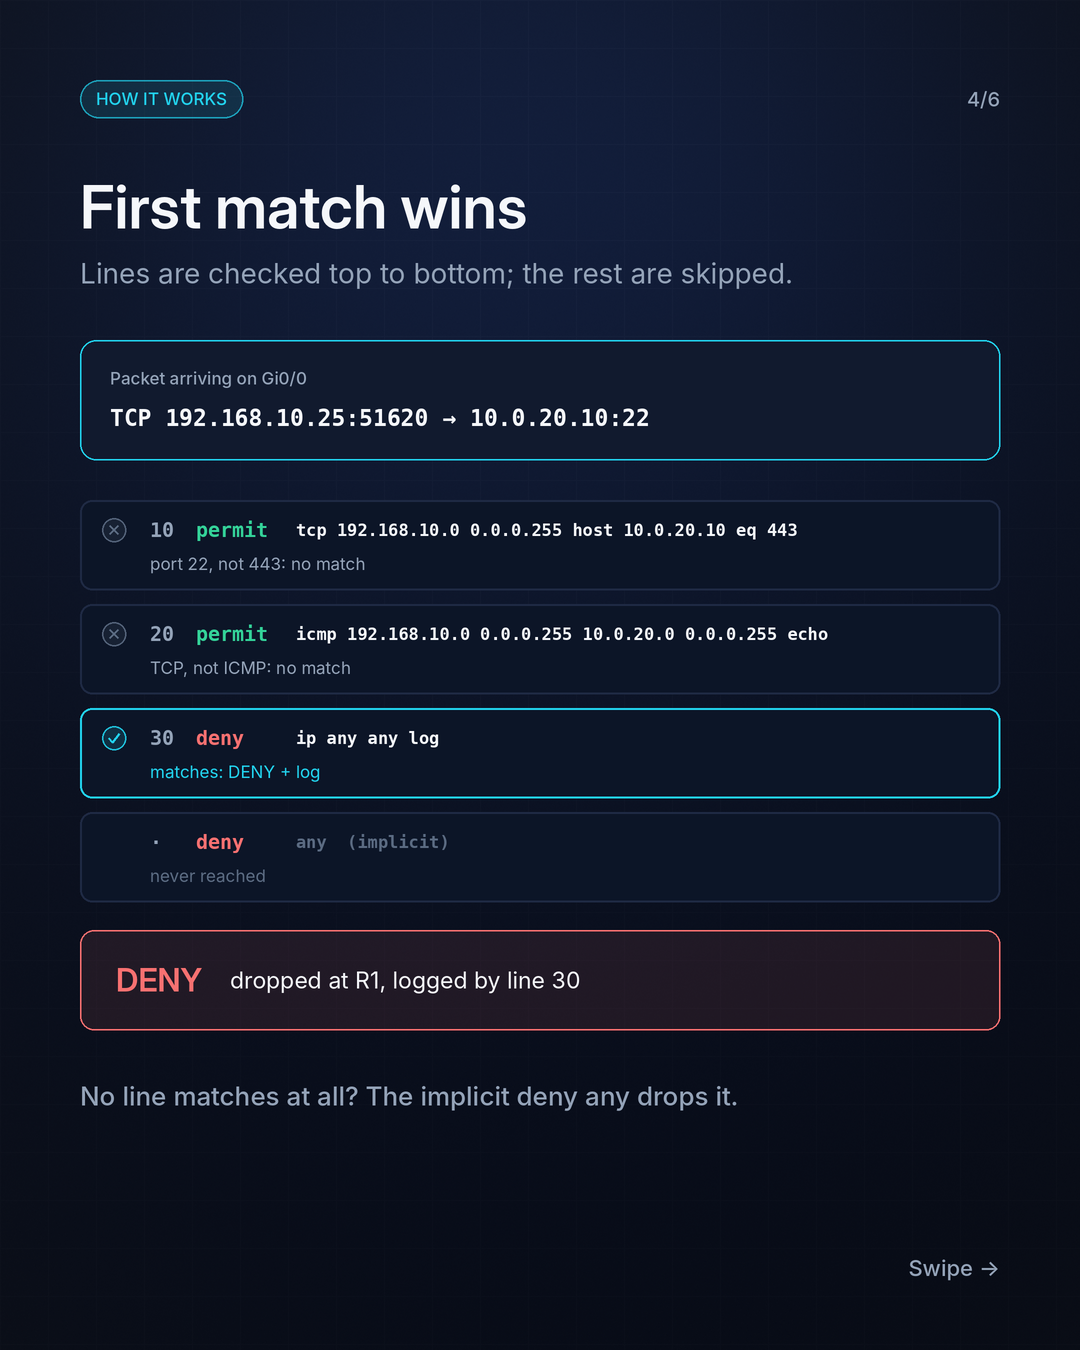 HOW IT WORKS
4/6
First match wins
Lines are checked top to bottom; the rest are skipped.
Packet arriving on Gi0/0
TCP 192.168.10.25:51620 → 10.0.20.10:22
10 permit tcp 192.168.10.0 0.0.0.255 host 10.0.20.10 eq 443
port 22, not 443: no match
20 permit icmp 192.168.10.0 0.0.0.255 10.0.20.0 0.0.0.255 echo
TCP, not ICMP: no match
30 deny ip any any log
matches: DENY + log
· deny any (implicit)
never reached
DENY dropped at R1, logged by line 30
No line matches at all? The implicit deny any drops it.
Swipe →